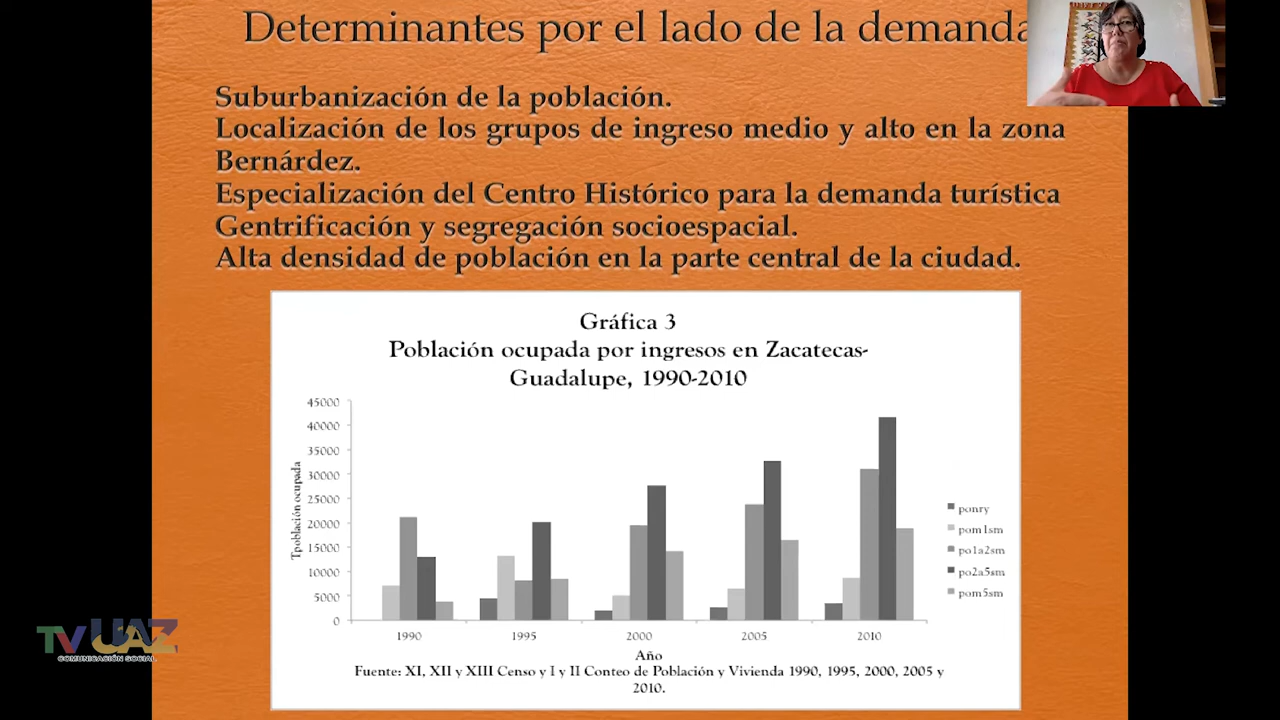 Determinantes por el lado de la demanda
Suburbanización de la población.
Localización de los grupos de ingreso medio y alto en la zona
Bernárdez.
Especialización del Centro Histórico para la demanda turística
Gentrificación y segregación socioespacial.
Alta densidad de población en la parte central de la ciudad.
Gráfica 3
Población ocupada por ingresos en Zacatecas-
Guadalupe, 1990-2010
45000
40000
35000
30000
25000
20000
15000
10000
5000
0
Tpoblación ocupada
1990 1995 2000 2005 2010
Año
ponry
pom1sm
po1a2sm
po2a5sm
pom5sm
Fuente: XI, XII y XIII Censo y I y II Conteo de Población y Vivienda 1990, 1995, 2000, 2005 y
2010.
TVUAZ
COMUNICACIÓN SOCIAL